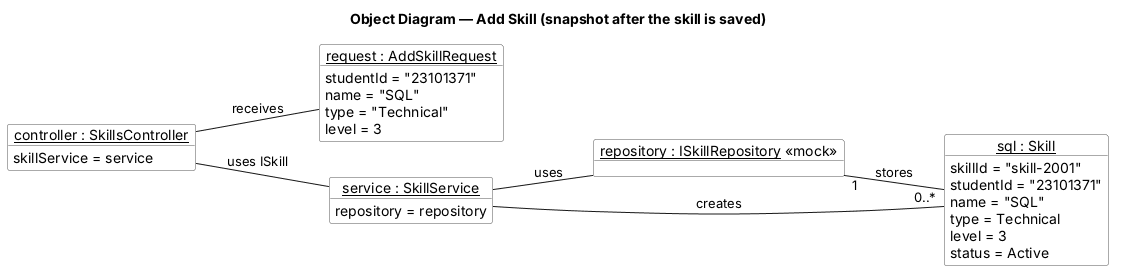 Object Diagram — Add Skill (snapshot after the skill is saved)
request : AddSkillRequest
studentId = "23101371"
name = "SQL"
type = "Technical"
level = 3
receives
controller : SkillsController
skillService = service
uses ISkill
service : SkillService
repository = repository
uses
repository : ISkillRepository «mock»
1
stores
0..*
creates
sql : Skill
skillId = "skill-2001"
studentId = "23101371"
name = "SQL"
type = Technical
level = 3
status = Active